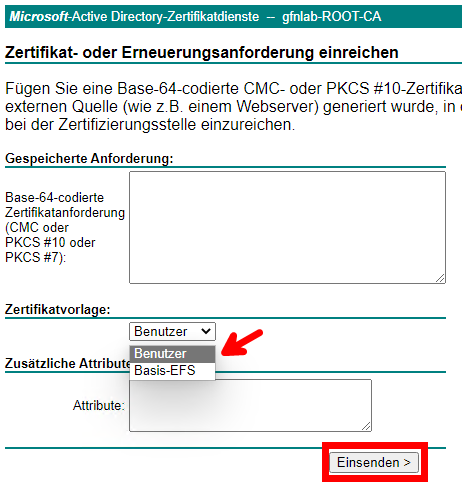 Microsoft-Active Directory-Zertifikatdienste -- gfnlab-ROOT-CA
Zertifikat- oder Erneuerungsanforderung einreichen
Fügen Sie eine Base-64-codierte CMC- oder PKCS #10-Zertifika
externen Quelle (wie z.B. einem Webserver) generiert wurde, in
bei der Zertifizierungsstelle einzureichen.
Gespeicherte Anforderung:
Base-64-codierte
Zertifikatanforderung
(CMC oder
PKCS #10 oder
PKCS #7):
Zertifikatvorlage:
Benutzer
Benutzer
Basis-EFS
Zusätzliche Attribute
Attribute:
Einsenden >